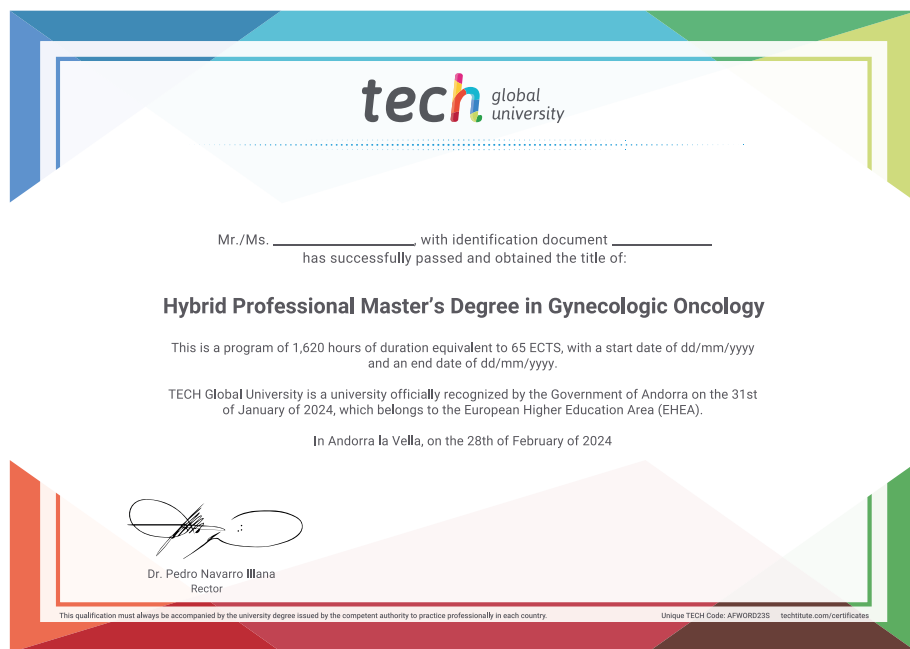 tech global
university
Mr./Ms. ____________, with identification document ____________
has successfully passed and obtained the title of:
Hybrid Professional Master's Degree in Gynecologic Oncology
This is a program of 1,620 hours of duration equivalent to 65 ECTS, with a start date of dd/mm/yyyy
and an end date of dd/mm/yyyy.
TECH Global University is a university officially recognized by the Government of Andorra on the 31st
of January of 2024, which belongs to the European Higher Education Area (EHEA).
In Andorra la Vella, on the 28th of February of 2024
Dr. Pedro Navarro Illana
Rector
This qualification must always be accompanied by the university degree issued by the competent authority to practice professionally in each country.
Unique TECH Code: AFWORD23S techtitute.com/certificates